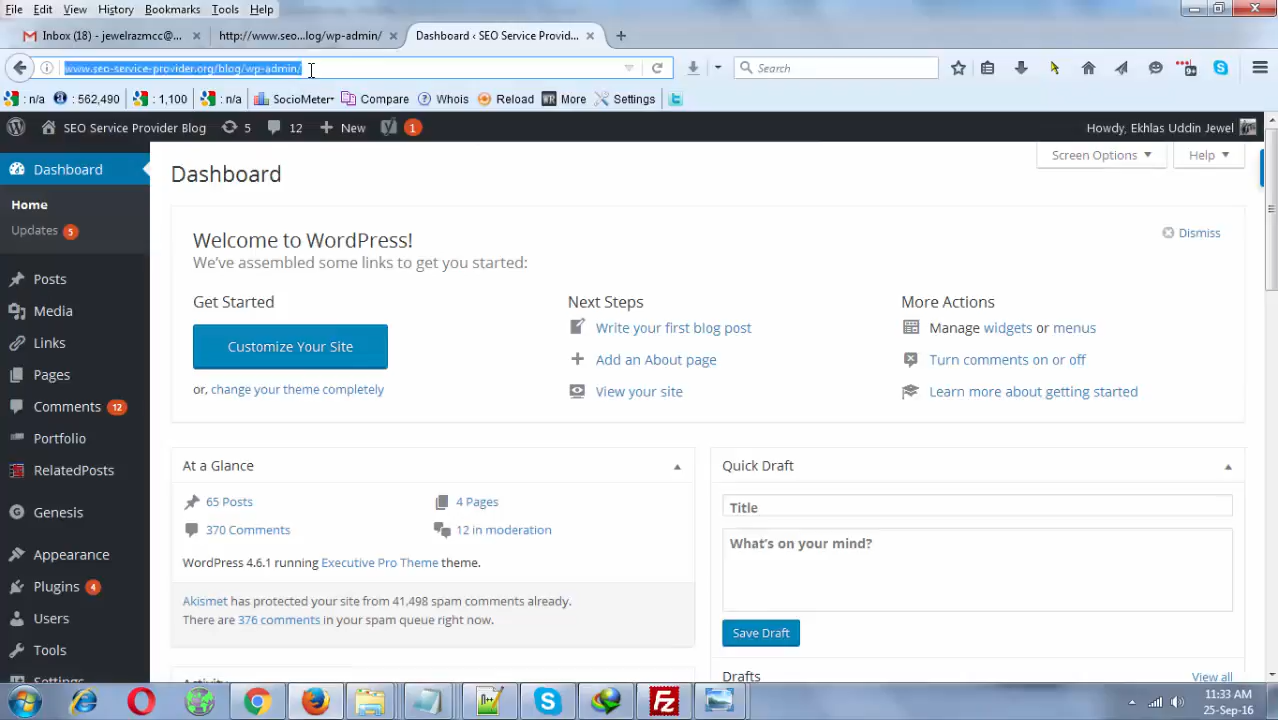 File Edit View History Bookmarks Tools Help
Inbox (18) - jewelrazmcc@... http://www.seo...log/wp-admin/ Dashboard ‹ SEO Service Provid...
www.seo-service-provider.org/blog/wp-admin/ Search
: n/a : 562,490 : 1,100 : n/a SocioMeter Compare Whois Reload More Settings
SEO Service Provider Blog 5 12 New 1 Howdy, Ekhlas Uddin Jewel
Dashboard
Home
Updates 5
Posts
Media
Links
Pages
Comments 12
Portfolio
RelatedPosts
Genesis
Appearance
Plugins 4
Users
Tools
Settings
Screen Options Help
Dashboard
Welcome to WordPress!
Dismiss
We've assembled some links to get you started:
Get Started
Customize Your Site
or, change your theme completely
Next Steps
Write your first blog post
Add an About page
View your site
More Actions
Manage widgets or menus
Turn comments on or off
Learn more about getting started
At a Glance
65 Posts 4 Pages
370 Comments 12 in moderation
WordPress 4.6.1 running Executive Pro Theme theme.
Akismet has protected your site from 41,498 spam comments already.
There are 376 comments in your spam queue right now.
Activity
Quick Draft
Title
What's on your mind?
Save Draft
Drafts View all
11:33 AM
25-Sep-16